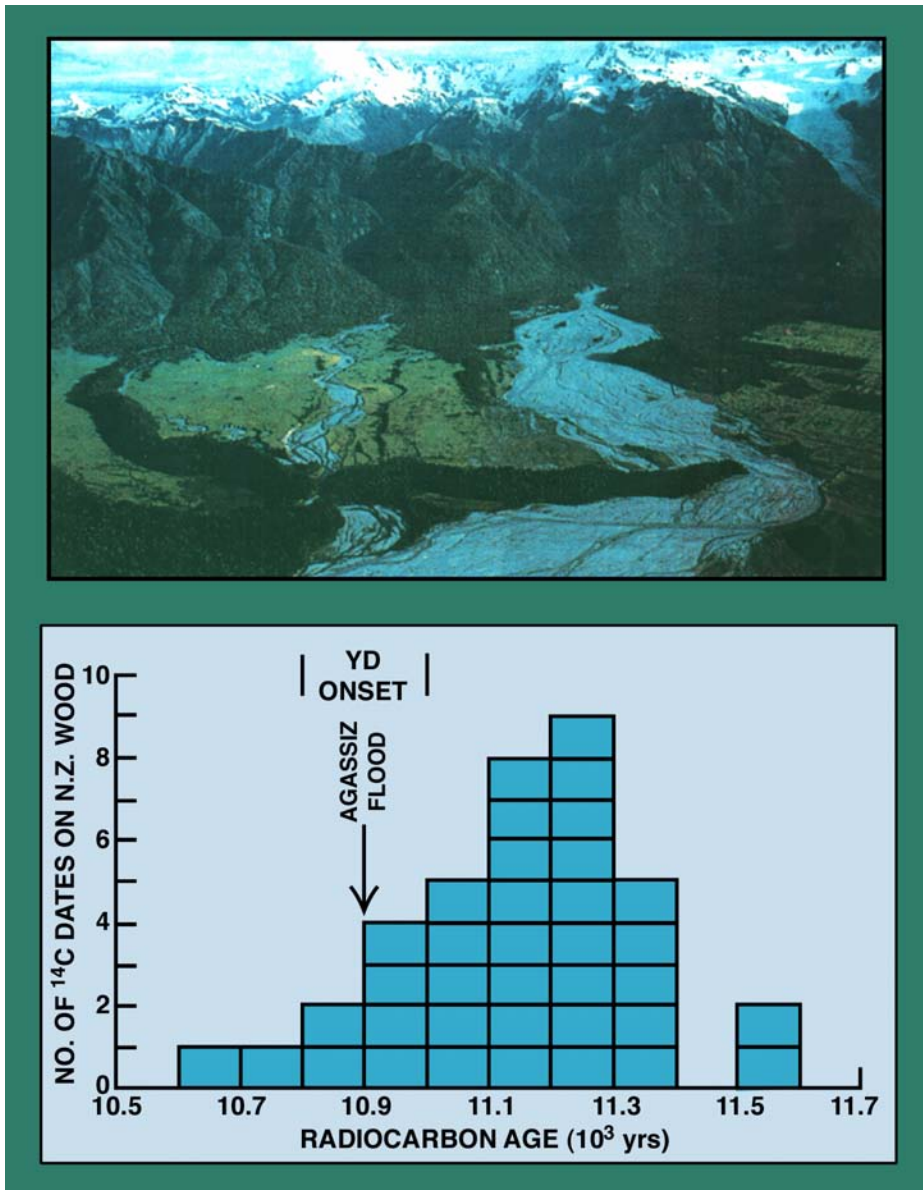 YD
ONSET
AGASSIZ
FLOOD
NO. OF ¹⁴C DATES ON N.Z. WOOD
10
8
6
4
2
0
10.5 10.7 10.9 11.1 11.3 11.5 11.7
RADIOCARBON AGE (10³ yrs)